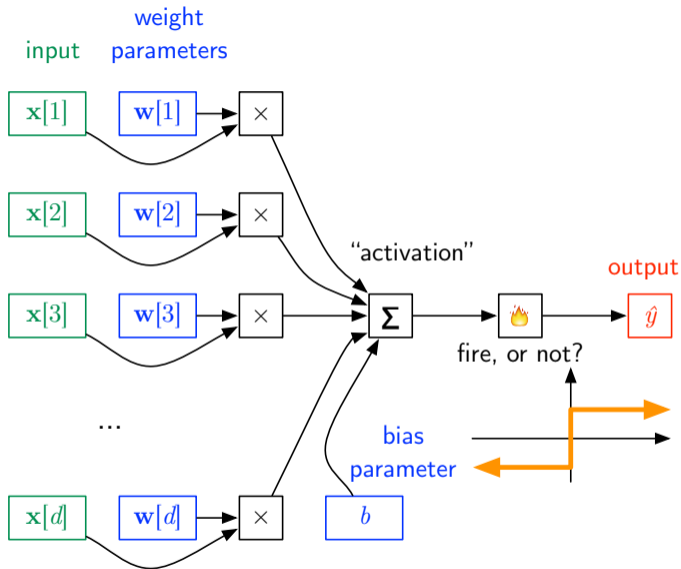 weight
input parameters
x[1] w[1] ×
x[2] w[2] ×
“activation”
output
x[3] w[3] × Σ ŷ
fire, or not?
...
bias
parameter
x[d] w[d] × b